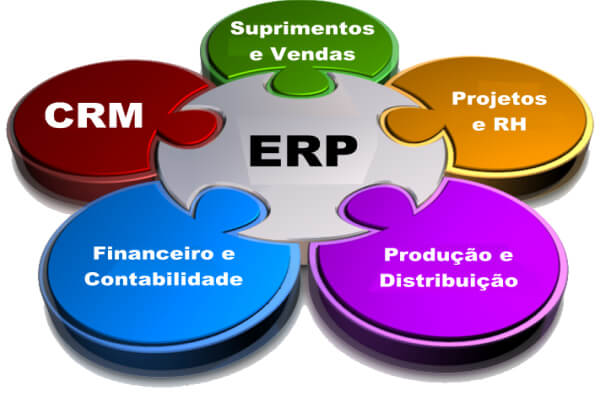 Suprimentos
e Vendas
CRM
Projetos
e RH
ERP
Financeiro e
Contabilidade
Produção e
Distribuição